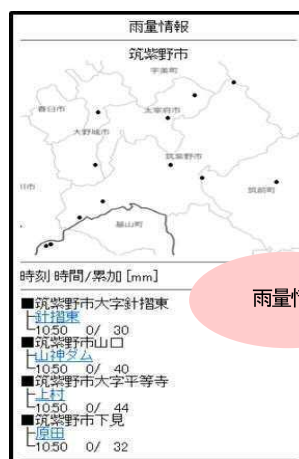 雨量情報
筑紫野市
宇美町
春日市
太宰府市
大野城市
筑紫野市
筑前町
川市
基山町
時刻 時間/累加 [mm]
■筑紫野市大字針摺東
針摺東
10:50 0/ 30
■筑紫野市山口
山神ダム
10:50 0/ 40
■筑紫野市大字平等寺
上村
10:50 0/ 44
■筑紫野市下見
原田
10:50 0/ 32
雨量情